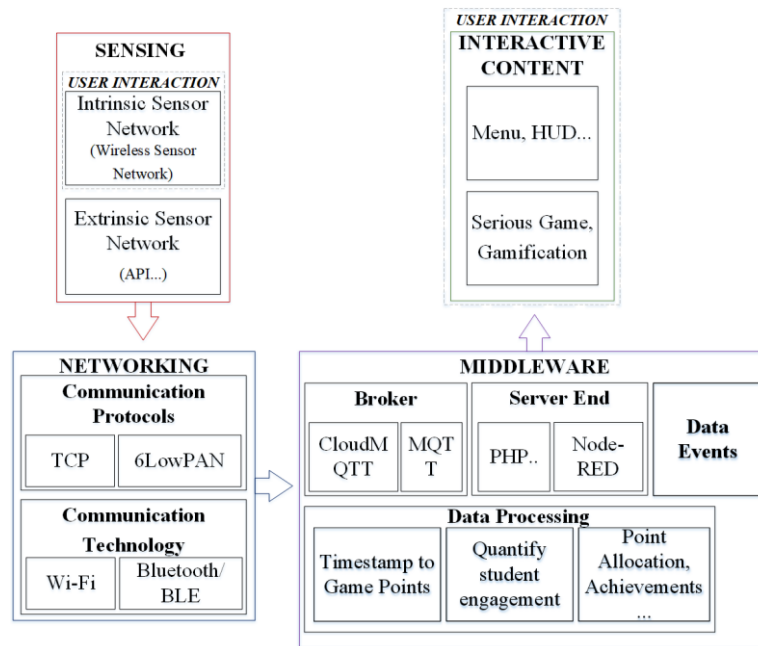 SENSING
USER INTERACTION
Intrinsic Sensor
Network
(Wireless Sensor
Network)
Extrinsic Sensor
Network
(API...)
USER INTERACTION
INTERACTIVE
CONTENT
Menu, HUD...
Serious Game,
Gamification
NETWORKING
Communication
Protocols
TCP
6LowPAN
Communication
Technology
Wi-Fi
Bluetooth/
BLE
MIDDLEWARE
Broker
CloudM
QTT
MQT
T
Server End
PHP..
Node-
RED
Data
Events
Data Processing
Timestamp to
Game Points
Quantify
student
engagement
Point
Allocation,
Achievements
...